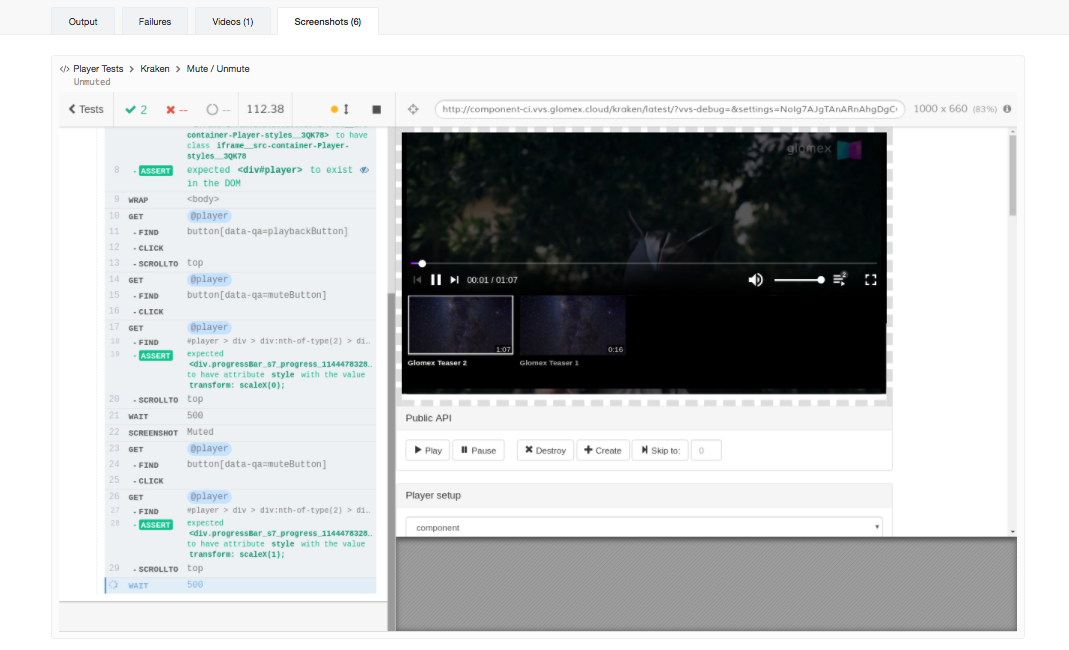 Output
Failures
Videos (1)
Screenshots (6)
</> Player Tests > Kraken > Mute / Unmute
Unmuted
< Tests
2
--
--
112.38
http://component-ci.vvs.glomex.cloud/kraken/latest/?vvs-debug=&settings=
1000 x 660 (83%)
container-Player-styles__3QK78> to have
class iframe__src-container-Player-
styles__3QK78
8 - ASSERT expected <div#player> to exist
in the DOM
9 WRAP <body>
10 GET @player
11 - FIND button[data-qa=playbackButton]
12 - CLICK
13 - SCROLLTO top
14 GET @player
15 - FIND button[data-qa=muteButton]
16 - CLICK
17 GET @player
18 - FIND #player > div > div:nth-of-type(2) > di…
19 - ASSERT expected
<div.progressBar_s7_progress_1144478328…
to have attribute style with the value
transform: scaleX(0);
20 - SCROLLTO top
21 WAIT 500
22 SCREENSHOT Muted
23 GET @player
24 - FIND button[data-qa=muteButton]
25 - CLICK
26 GET @player
27 - FIND #player > div > div:nth-of-type(2) > di…
28 - ASSERT expected
<div.progressBar_s7_progress_1144478328…
to have attribute style with the value
transform: scaleX(1);
29 - SCROLLTO top
WAIT 500
glomex
00:01 / 01:07
2
1:07
0:16
Glomex Teaser 2
Glomex Teaser 1
Public API
Play
Pause
Destroy
Create
Skip to:
0
Player setup
component